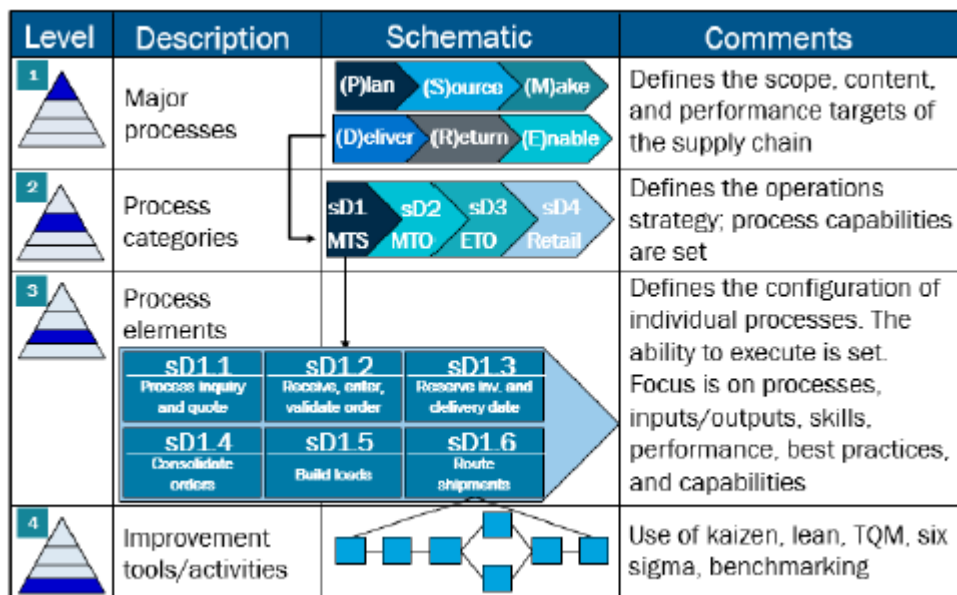 Level Description Schematic Comments
1
Major
processes
(P)lan (S)ource (M)ake
(D)eliver (R)eturn (E)nable
Defines the scope, content,
and performance targets of
the supply chain
2
Process
categories
sD1 sD2 sD3 sD4
MTS MTO ETO Retail
Defines the operations
strategy; process capabilities
are set
3
Process
elements
sD1.1 sD1.2 sD1.3
Process inquiry Receive, enter, Reserve inv. and
and quote validate order delivery date
sD1.4 sD1.5 sD1.6
Consolidate Build loads Route
orders shipments
Defines the configuration of
individual processes. The
ability to execute is set.
Focus is on processes,
inputs/outputs, skills,
performance, best practices,
and capabilities
4
Improvement
tools/activities
Use of kaizen, lean, TQM, six
sigma, benchmarking